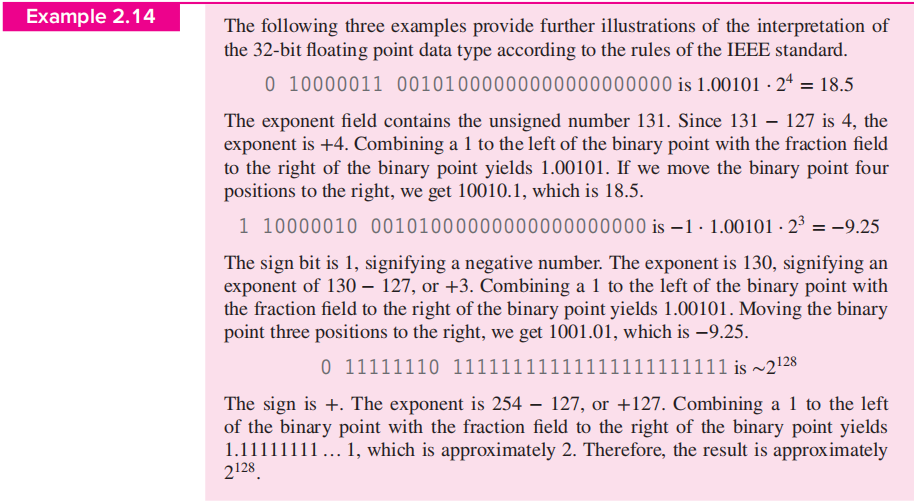 Example 2.14
The following three examples provide further illustrations of the interpretation of
the 32-bit floating point data type according to the rules of the IEEE standard.
0 10000011 00101000000000000000000 is 1.00101 · 2⁴ = 18.5
The exponent field contains the unsigned number 131. Since 131 − 127 is 4, the
exponent is +4. Combining a 1 to the left of the binary point with the fraction field
to the right of the binary point yields 1.00101. If we move the binary point four
positions to the right, we get 10010.1, which is 18.5.
1 10000010 00101000000000000000000 is −1 · 1.00101 · 2³ = −9.25
The sign bit is 1, signifying a negative number. The exponent is 130, signifying an
exponent of 130 − 127, or +3. Combining a 1 to the left of the binary point with
the fraction field to the right of the binary point yields 1.00101. Moving the binary
point three positions to the right, we get 1001.01, which is −9.25.
0 11111110 11111111111111111111111 is ~2¹²⁸
The sign is +. The exponent is 254 − 127, or +127. Combining a 1 to the left
of the binary point with the fraction field to the right of the binary point yields
1.11111111 … 1, which is approximately 2. Therefore, the result is approximately
2¹²⁸.